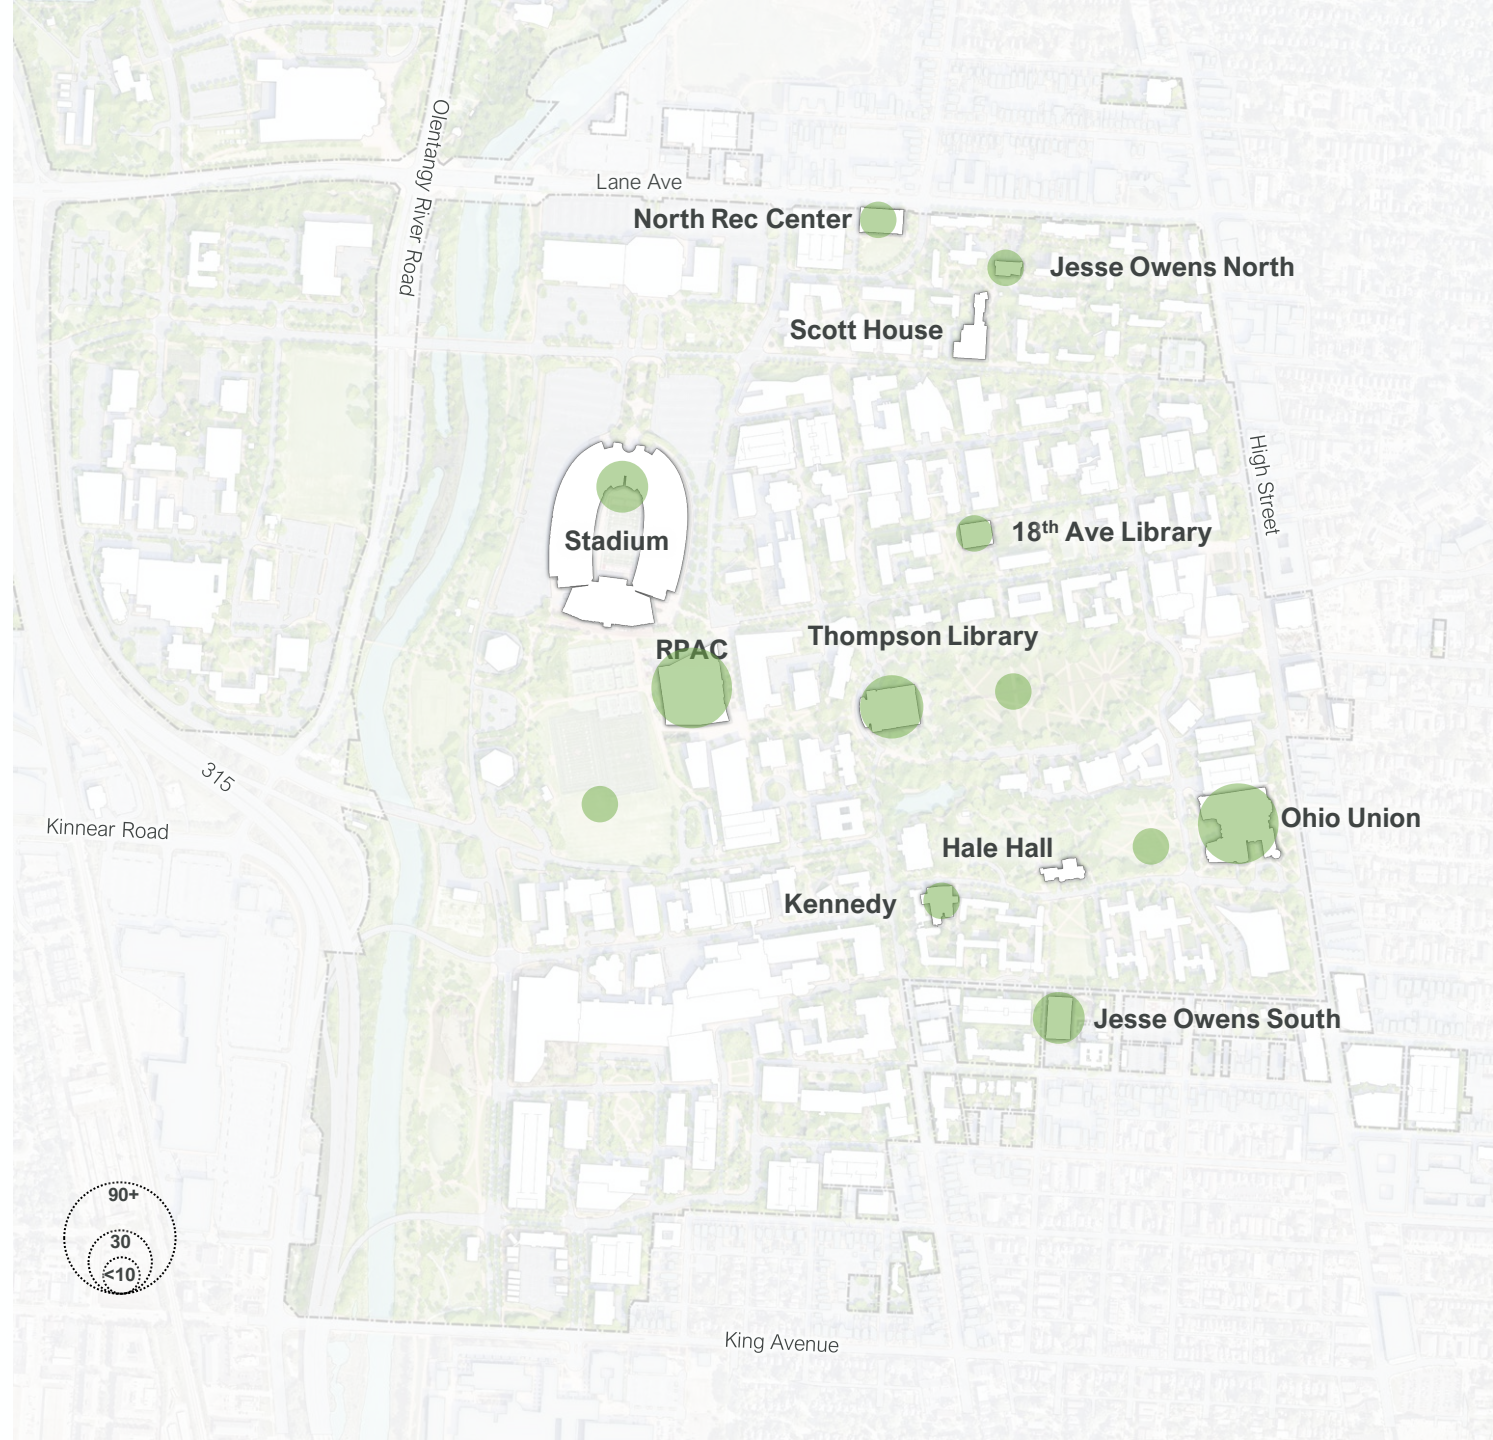 Olentangy River Road
Lane Ave
North Rec Center
Jesse Owens North
Scott House
High Street
18th Ave Library
Stadium
Thompson Library
RPAC
315
Kinnear Road
Ohio Union
Hale Hall
Kennedy
Jesse Owens South
90+
30
<10
King Avenue